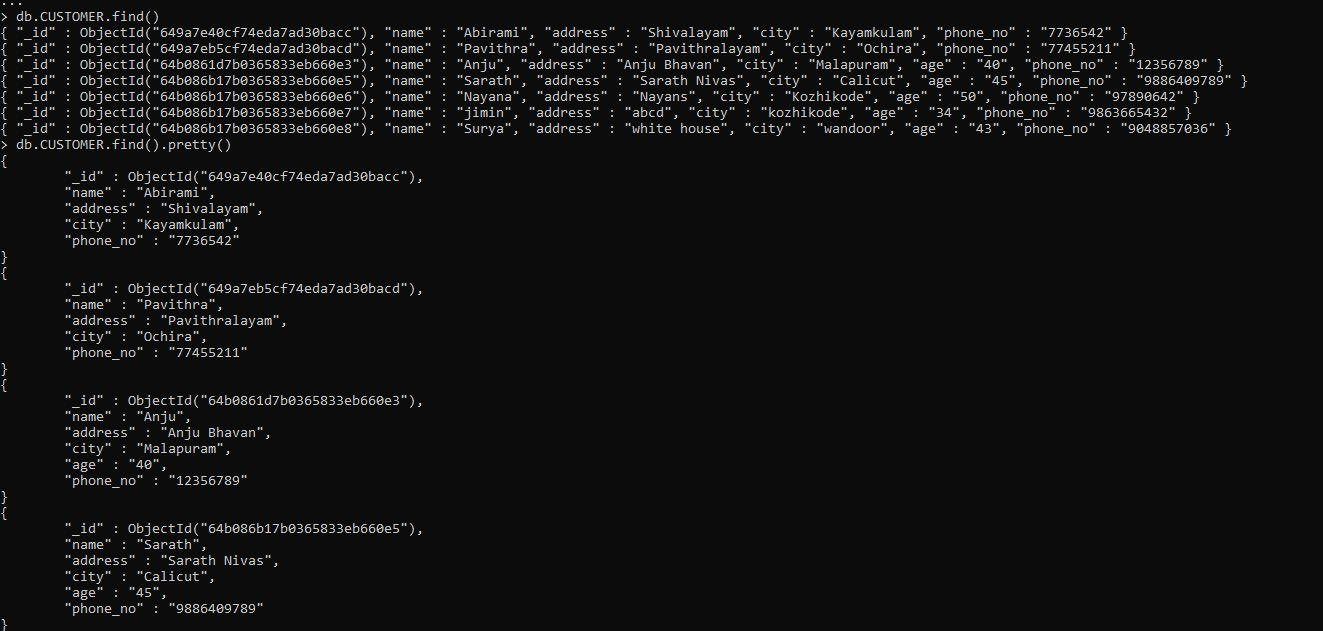 ...
> db.CUSTOMER.find()
{ "_id" : ObjectId("649a7e40cf74eda7ad30bacc"), "name" : "Abirami", "address" : "Shivalayam", "city" : "Kayamkulam", "phone_no" : "7736542" }
{ "_id" : ObjectId("649a7eb5cf74eda7ad30bacd"), "name" : "Pavithra", "address" : "Pavithralayam", "city" : "Ochira", "phone_no" : "77455211" }
{ "_id" : ObjectId("64b0861d7b0365833eb660e3"), "name" : "Anju", "address" : "Anju Bhavan", "city" : "Malapuram", "age" : "40", "phone_no" : "12356789" }
{ "_id" : ObjectId("64b086b17b0365833eb660e5"), "name" : "Sarath", "address" : "Sarath Nivas", "city" : "Calicut", "age" : "45", "phone_no" : "9886409789" }
{ "_id" : ObjectId("64b086b17b0365833eb660e6"), "name" : "Nayana", "address" : "Nayans", "city" : "Kozhikode", "age" : "50", "phone_no" : "97890642" }
{ "_id" : ObjectId("64b086b17b0365833eb660e7"), "name" : "jimin", "address" : "abcd", "city" : "kozhikode", "age" : "34", "phone_no" : "9863665432" }
{ "_id" : ObjectId("64b086b17b0365833eb660e8"), "name" : "Surya", "address" : "white house", "city" : "wandoor", "age" : "43", "phone_no" : "9048857036" }
> db.CUSTOMER.find().pretty()
{
        "_id" : ObjectId("649a7e40cf74eda7ad30bacc"),
        "name" : "Abirami",
        "address" : "Shivalayam",
        "city" : "Kayamkulam",
        "phone_no" : "7736542"
}
{
        "_id" : ObjectId("649a7eb5cf74eda7ad30bacd"),
        "name" : "Pavithra",
        "address" : "Pavithralayam",
        "city" : "Ochira",
        "phone_no" : "77455211"
}
{
        "_id" : ObjectId("64b0861d7b0365833eb660e3"),
        "name" : "Anju",
        "address" : "Anju Bhavan",
        "city" : "Malapuram",
        "age" : "40",
        "phone_no" : "12356789"
}
{
        "_id" : ObjectId("64b086b17b0365833eb660e5"),
        "name" : "Sarath",
        "address" : "Sarath Nivas",
        "city" : "Calicut",
        "age" : "45",
        "phone_no" : "9886409789"
}